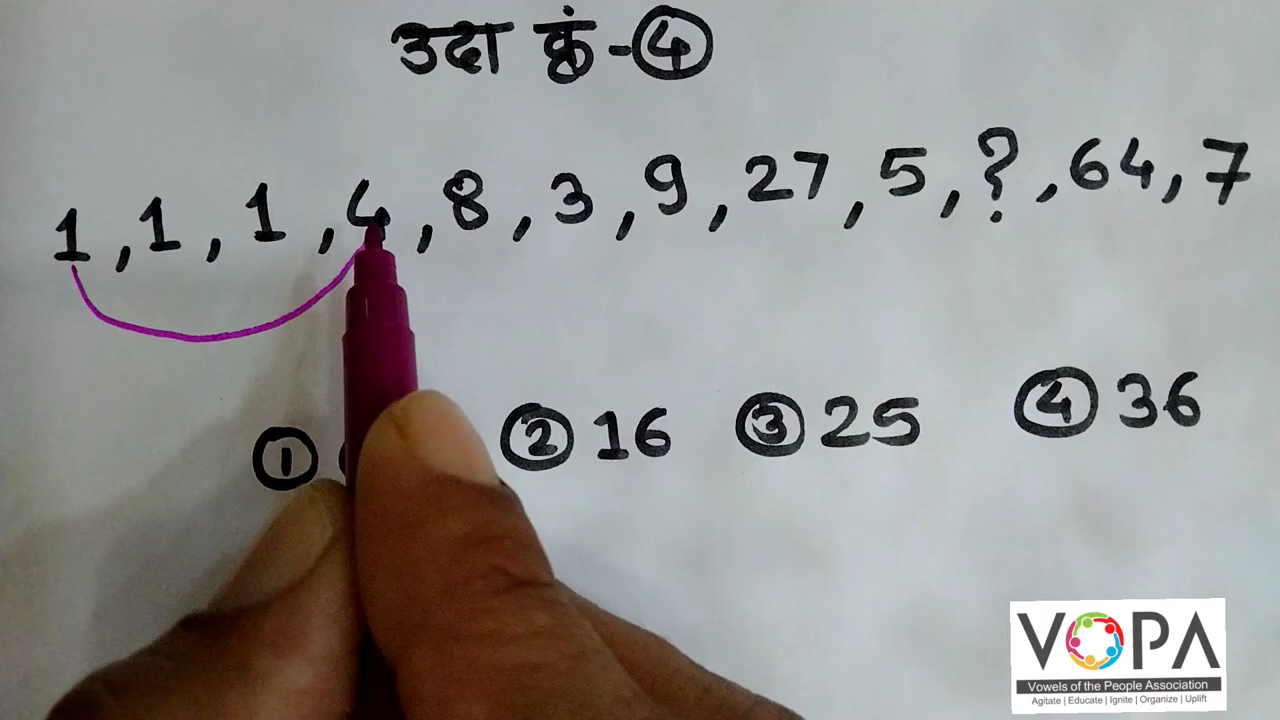 उदा क्रं-④
1, 1, 1, 4, 8, 3, 9, 27, 5, ?, 64, 7
① ② 16 ③ 25 ④ 36
VOPA
Vowels of the People Association
Agitate | Educate | Ignite | Organize | Uplift